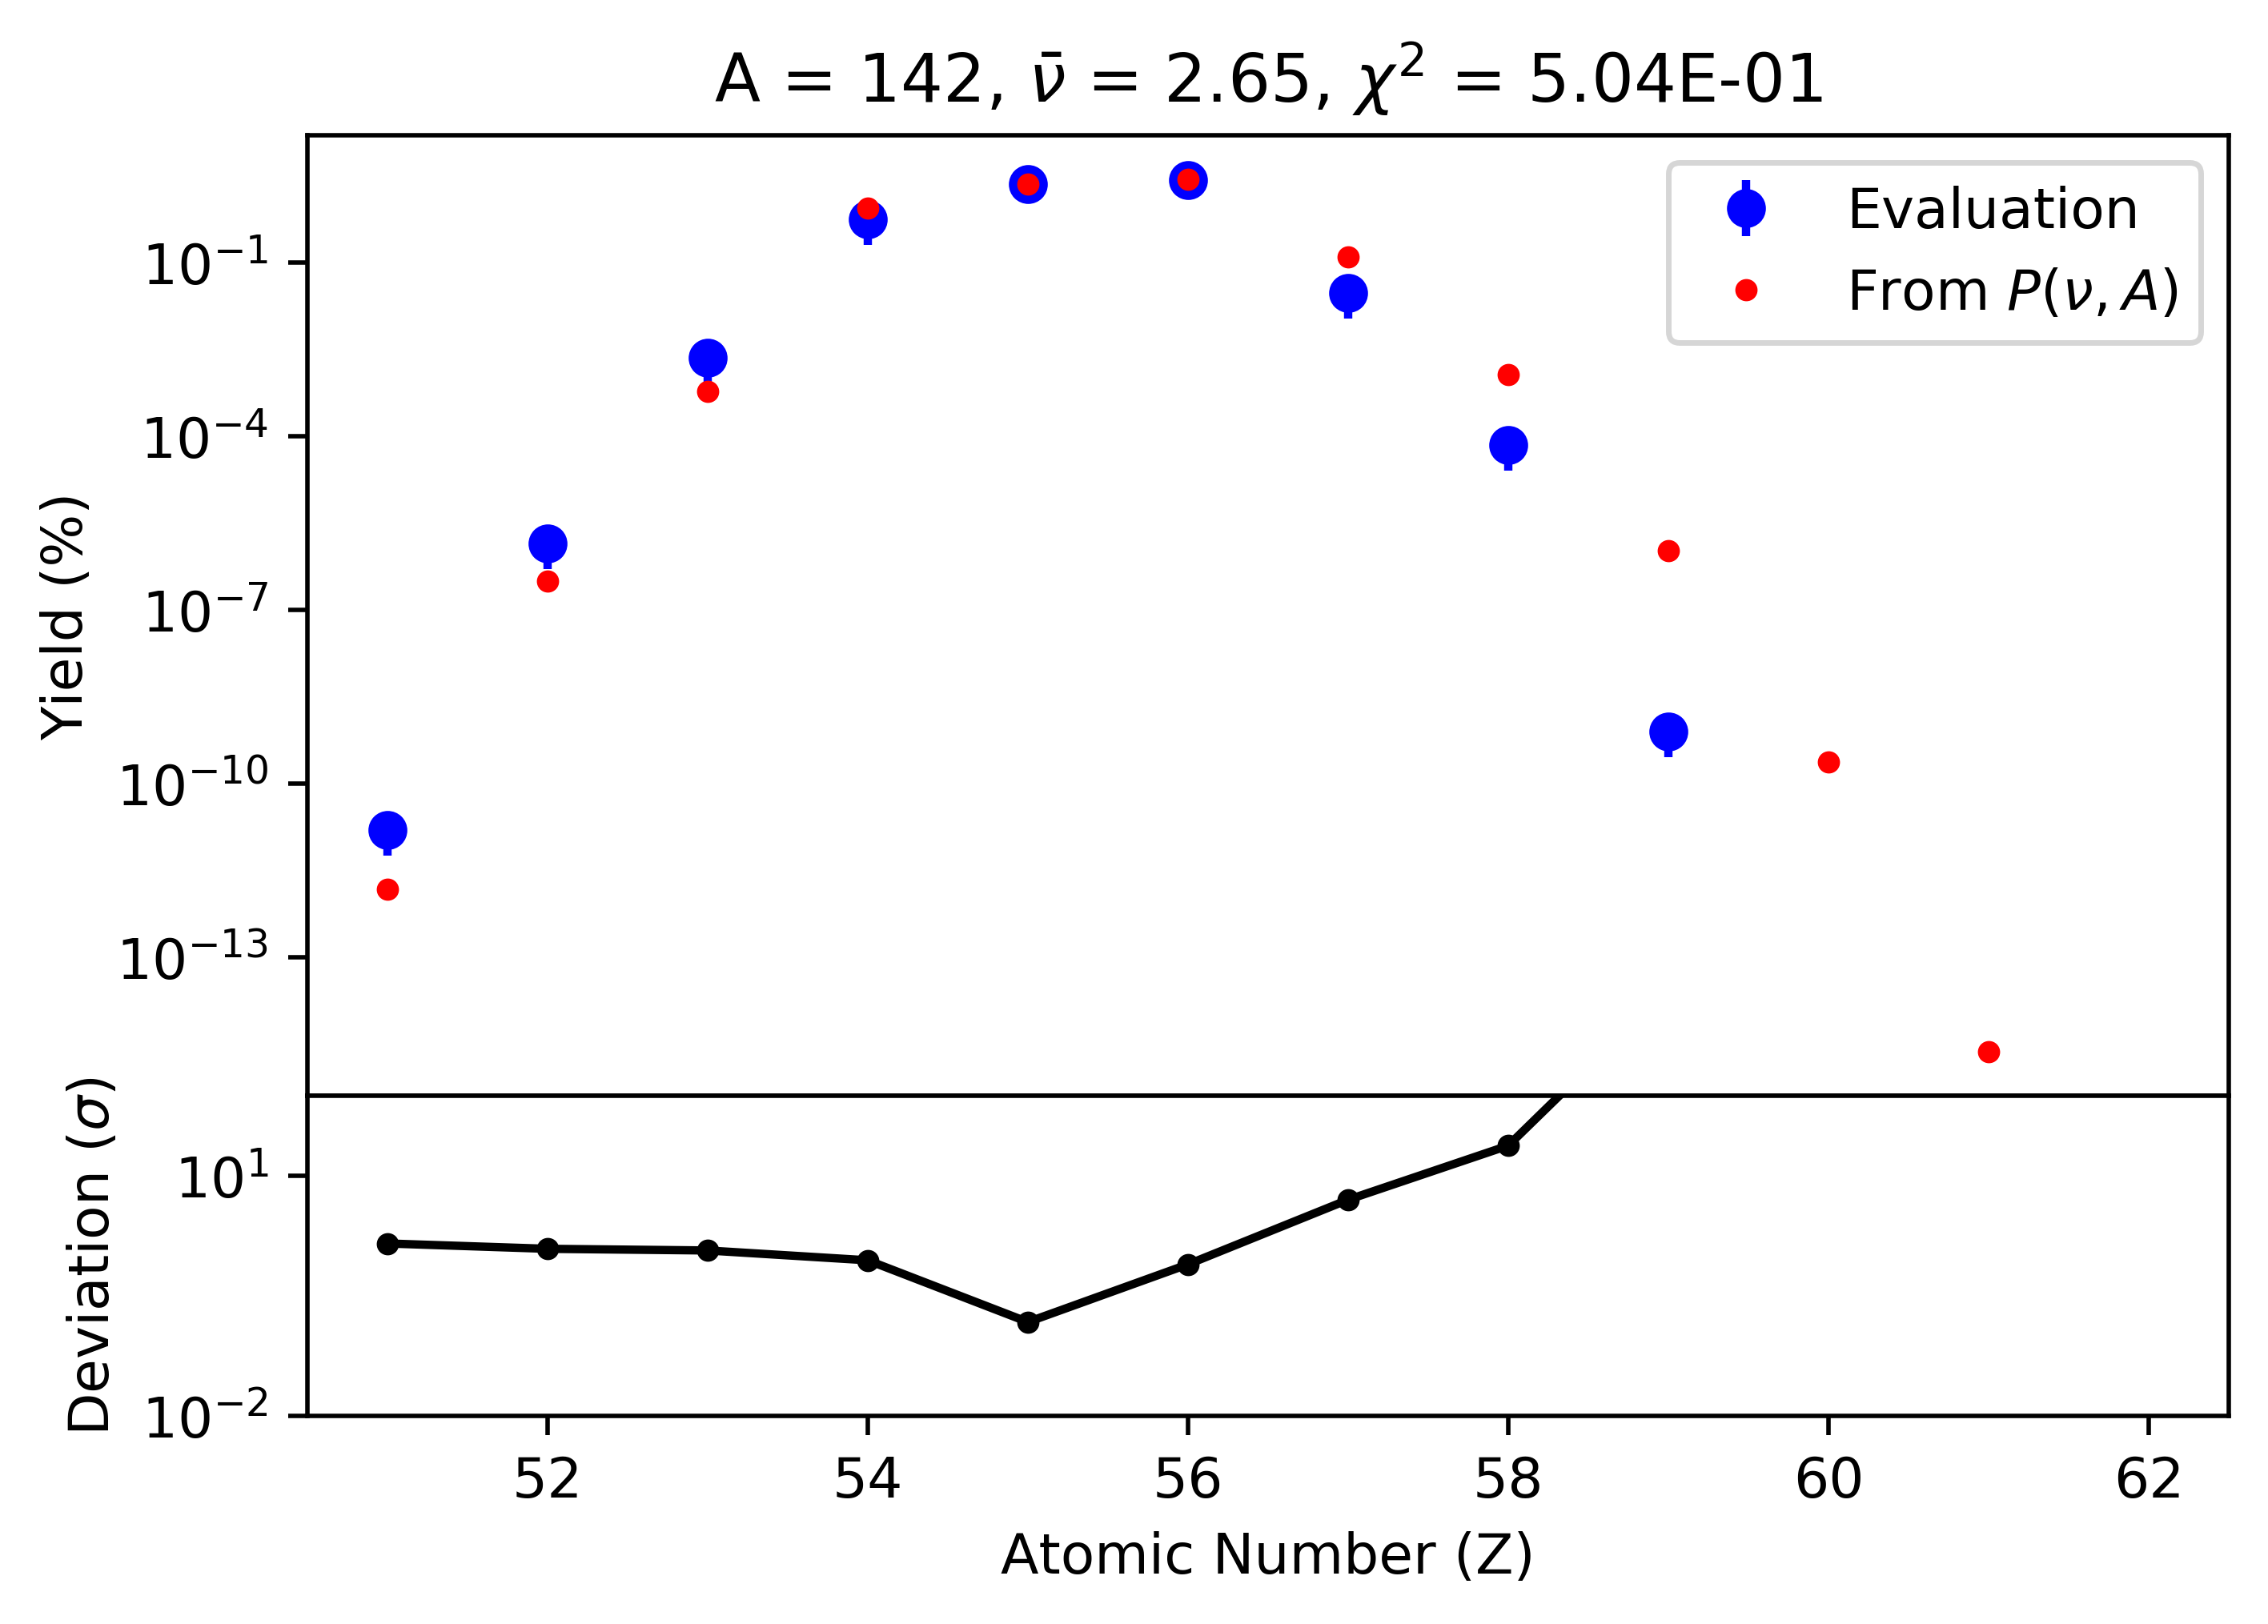 A = 142, ν̄ = 2.65, χ² = 5.04E-01
Evaluation
From P(ν, A)
Yield (%)
10⁻¹
10⁻⁴
10⁻⁷
10⁻¹⁰
10⁻¹³
Deviation (σ)
10¹
10⁻²
52 54 56 58 60 62
Atomic Number (Z)